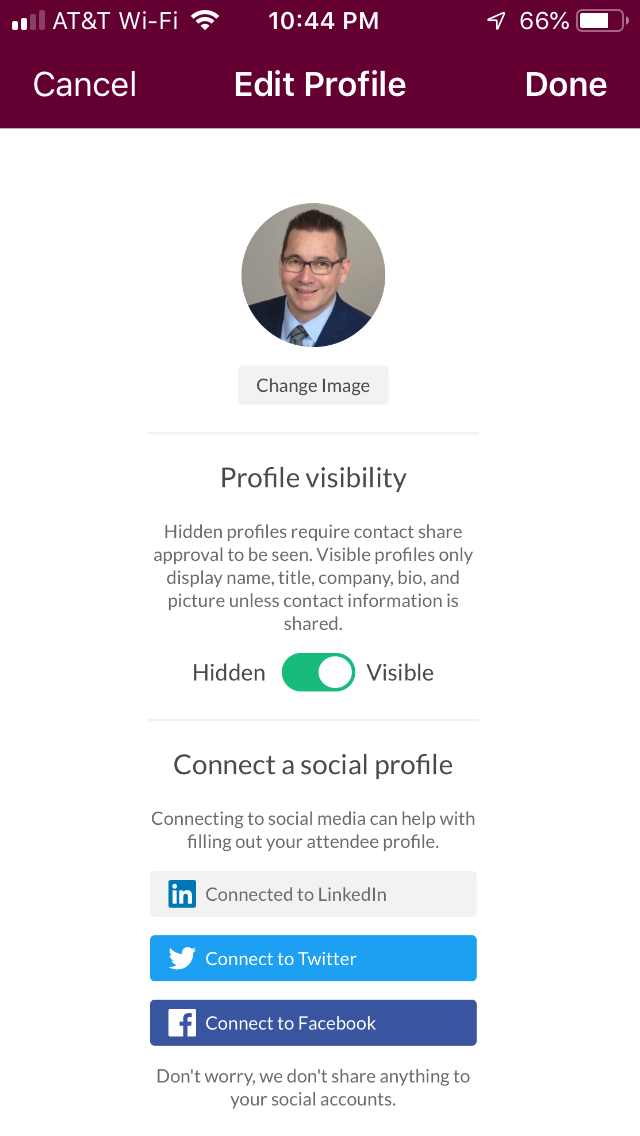 AT&T Wi-Fi 10:44 PM 66%
Cancel Edit Profile Done
Change Image
Profile visibility
Hidden profiles require contact share
approval to be seen. Visible profiles only
display name, title, company, bio, and
picture unless contact information is
shared.
Hidden Visible
Connect a social profile
Connecting to social media can help with
filling out your attendee profile.
in Connected to LinkedIn
Connect to Twitter
f Connect to Facebook
Don't worry, we don't share anything to
your social accounts.